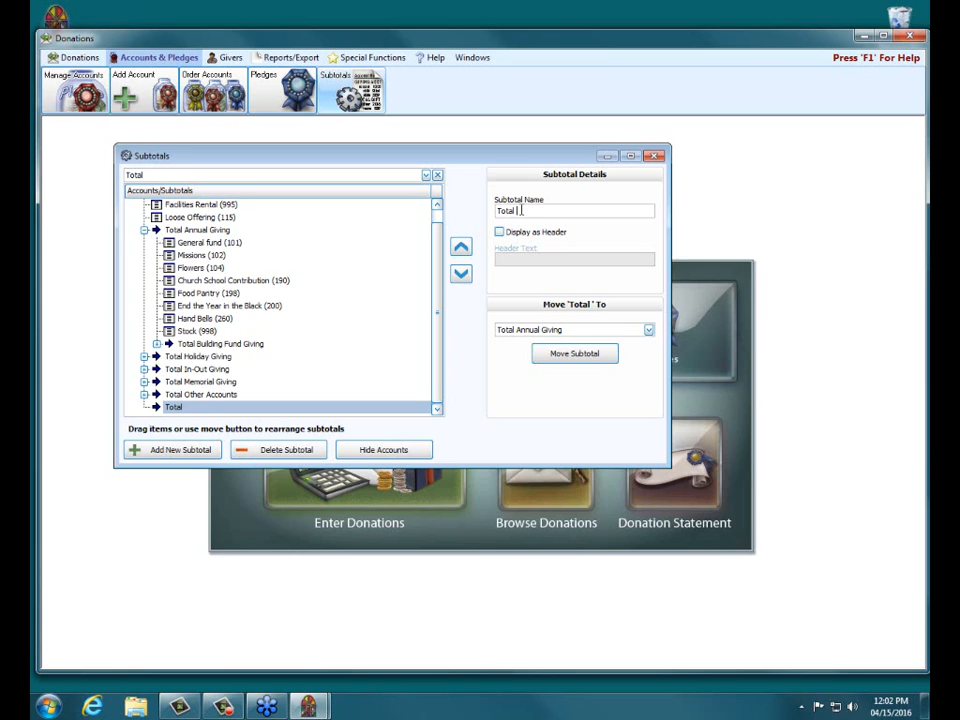 Donations
Donations Accounts & Pledges Givers Reports/Export Special Functions Help Windows Press 'F1' For Help
Manage Accounts Add Account Order Accounts Pledges Subtotals
Subtotals
Total
Accounts/Subtotals
Facilities Rental (995)
Loose Offering (115)
Total Annual Giving
General fund (101)
Missions (102)
Flowers (104)
Church School Contribution (190)
Food Pantry (198)
End the Year in the Black (200)
Hand Bells (260)
Stock (998)
Total Building Fund Giving
Total Holiday Giving
Total In-Out Giving
Total Memorial Giving
Total Other Accounts
Total
Drag items or use move button to rearrange subtotals
Add New Subtotal Delete Subtotal Hide Accounts
Subtotal Details
Subtotal Name
Total
Display as Header
Header Text
Move 'Total ' To
Total Annual Giving
Move Subtotal
Enter Donations Browse Donations Donation Statement
12:02 PM
04/15/2016